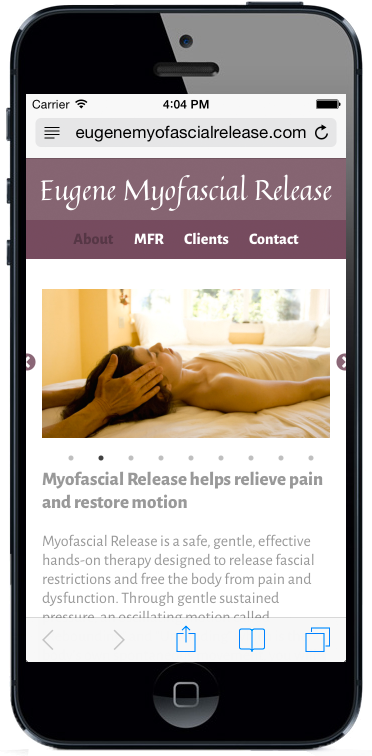 Carrier 4:04 PM
eugenemyofascialrelease.com
Eugene Myofascial Release
About MFR Clients Contact
Myofascial Release helps relieve pain
and restore motion
Myofascial Release is a safe, gentle, effective
hands-on therapy designed to release fascial
restrictions and free the body from pain and
dysfunction. Through gentle sustained
pressure, an oscillating motion called